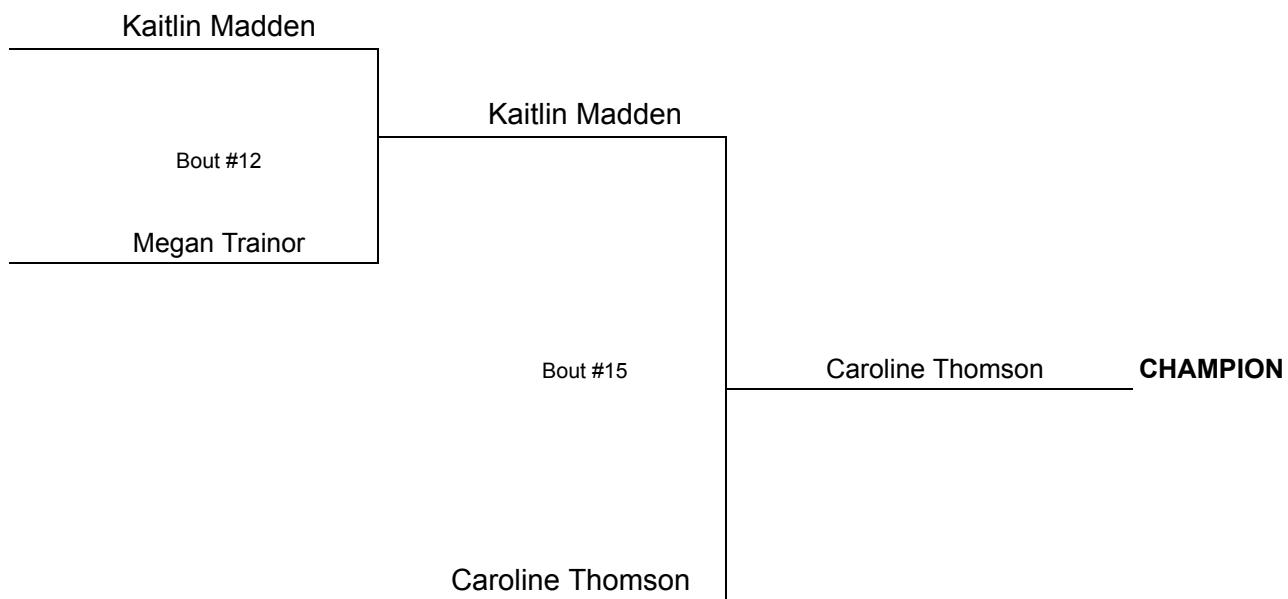 Kaitlin Madden
Kaitlin Madden
Bout #12
Megan Trainor
Bout #15
Caroline Thomson
CHAMPION
Caroline Thomson